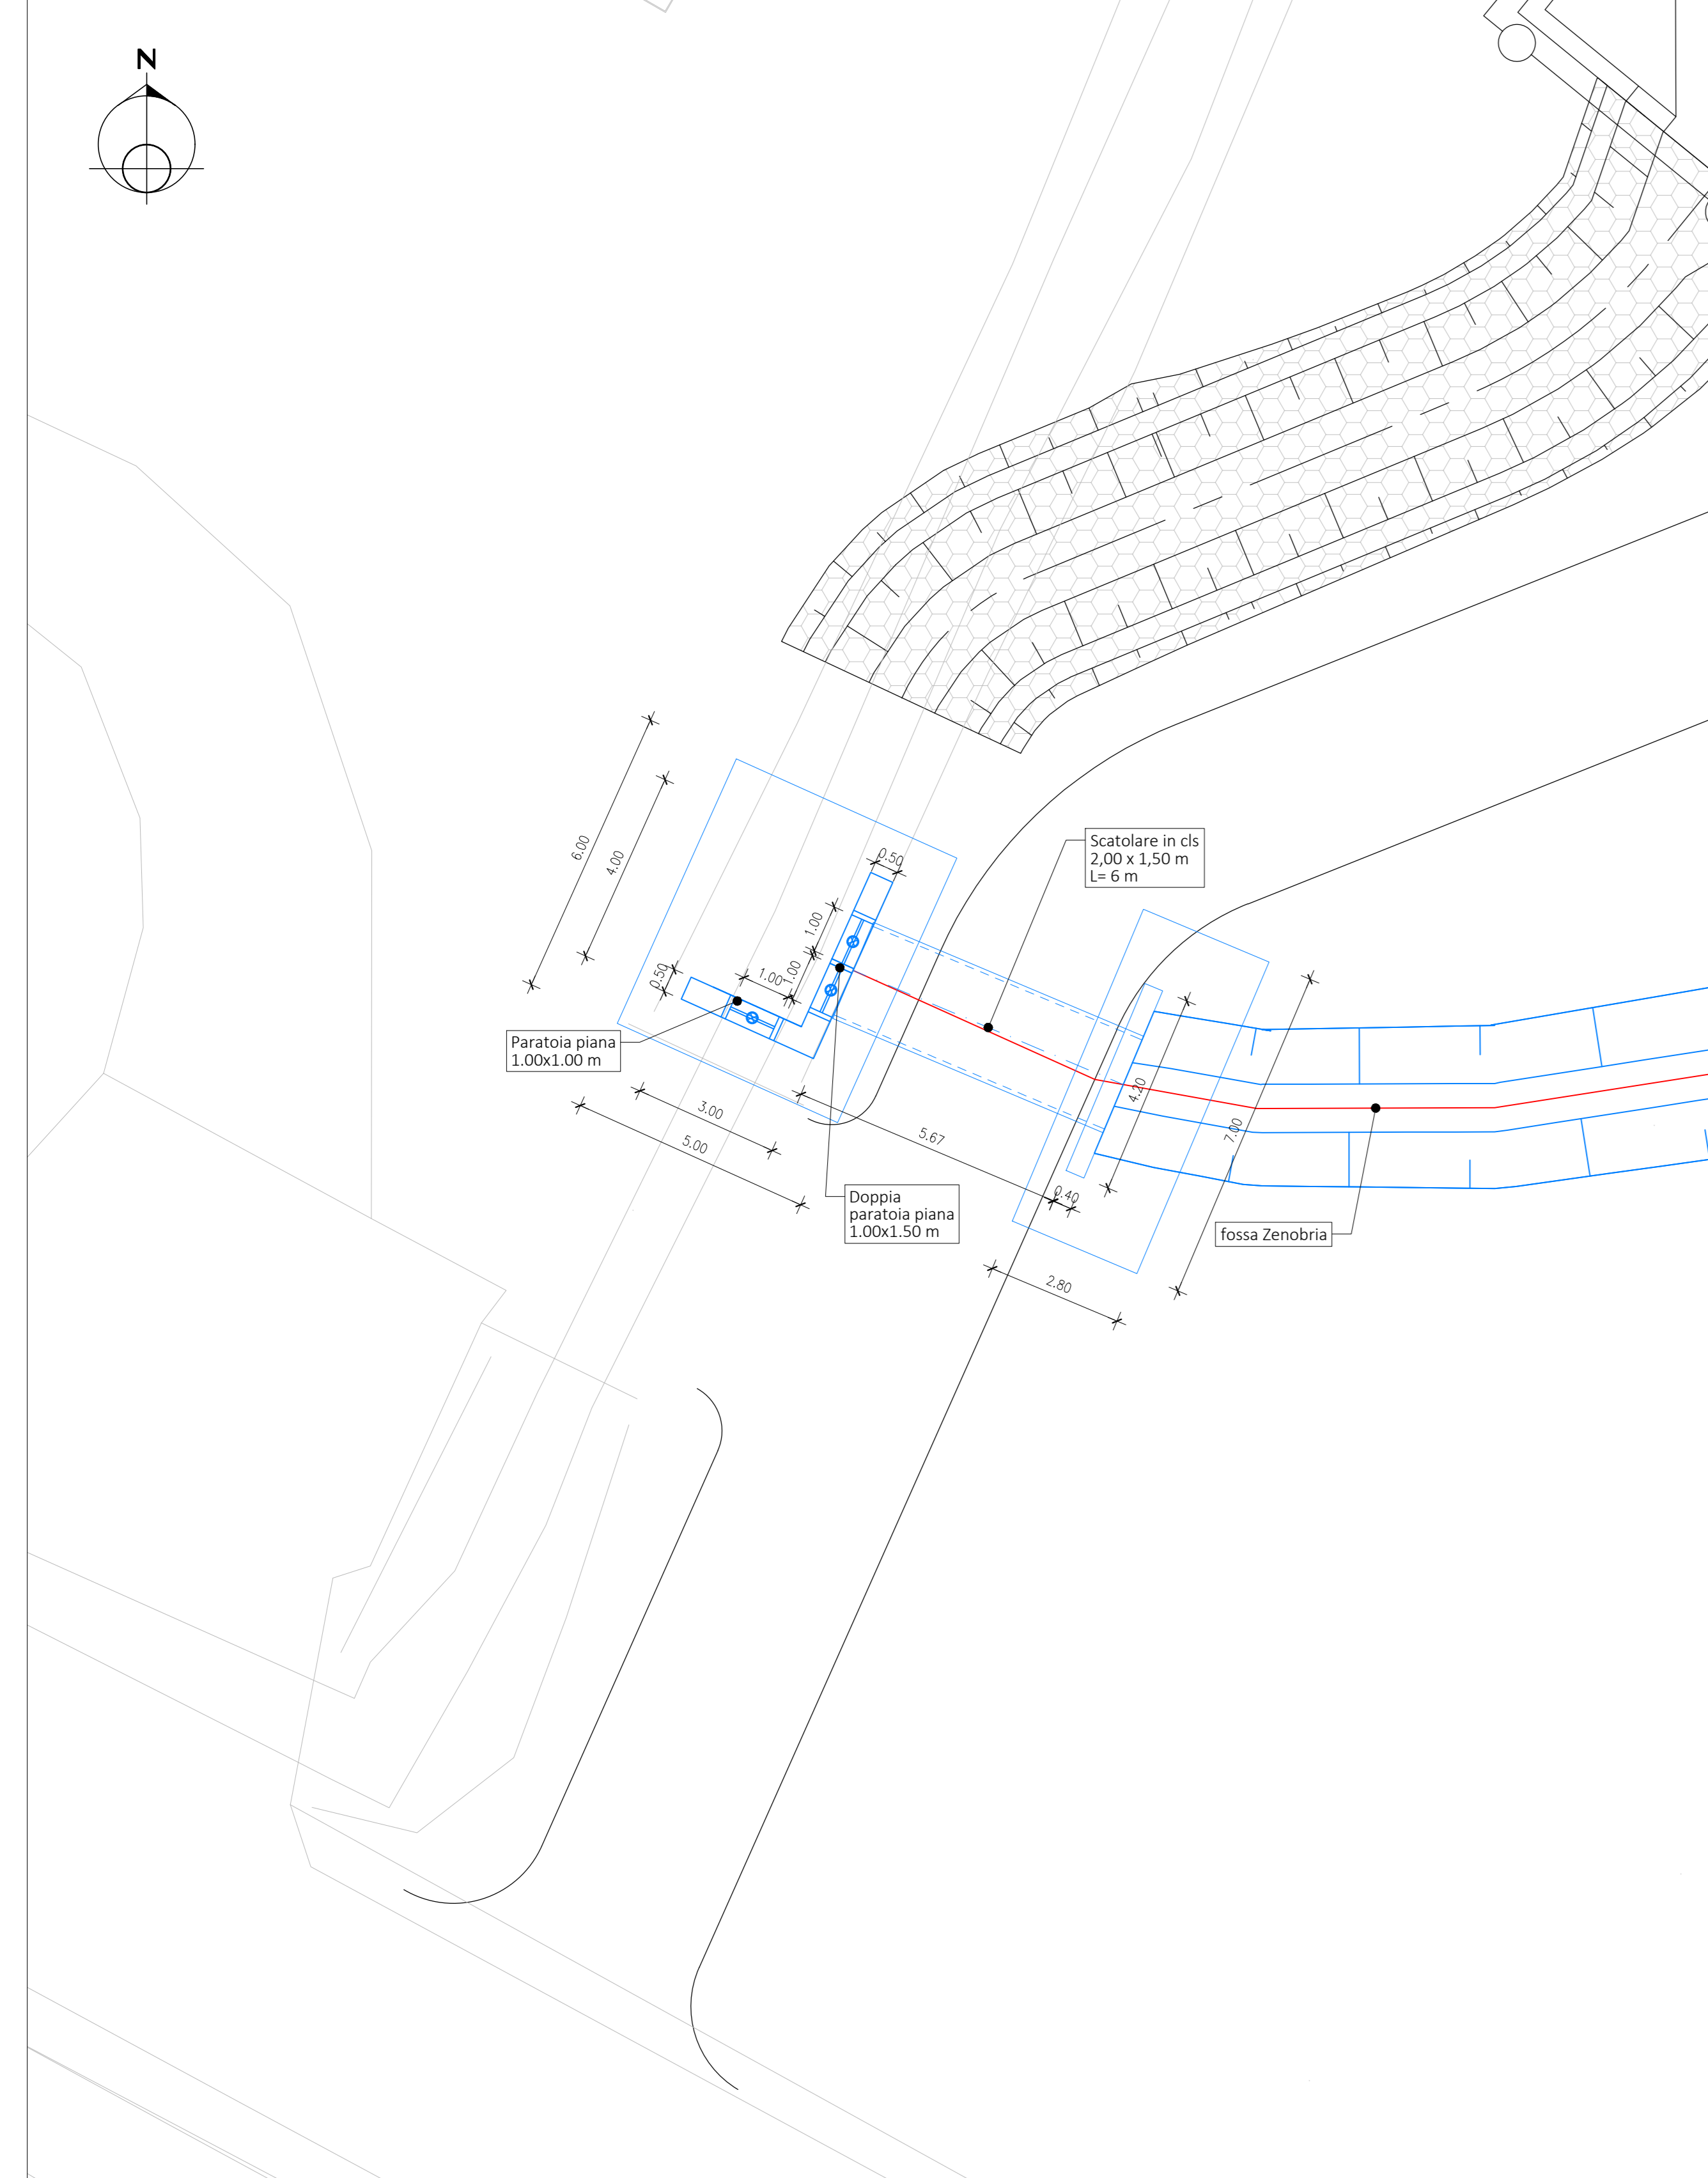 N
6.00
4.00
0.50
1.00
1.00
1.00
0.50
Scatolare in cls
2,00 x 1,50 m
L= 6 m
Paratoia piana
1.00x1.00 m
3.00
5.00
5.67
4.20
7.00
0.40
2.80
Doppia
paratoia piana
1.00x1.50 m
fossa Zenobria